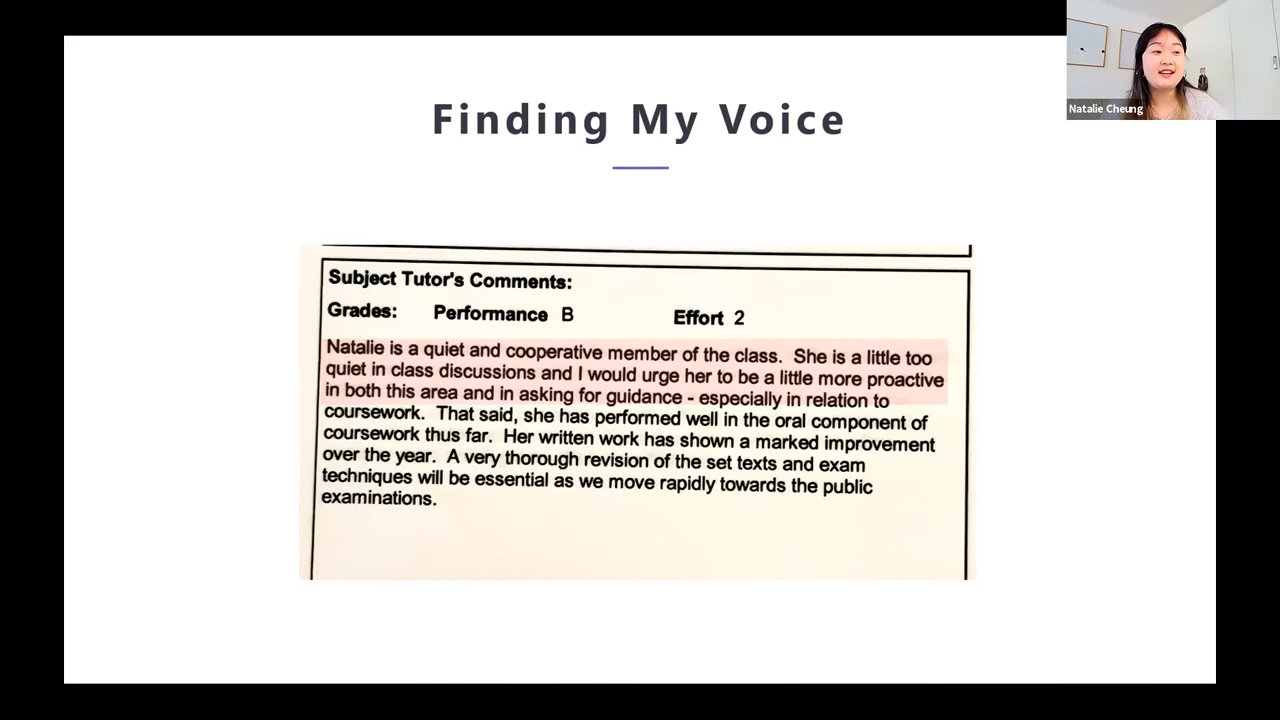 Finding My Voice
Natalie Cheung
Subject Tutor's Comments:
Grades: Performance B Effort 2
Natalie is a quiet and cooperative member of the class. She is a little too
quiet in class discussions and I would urge her to be a little more proactive
in both this area and in asking for guidance - especially in relation to
coursework. That said, she has performed well in the oral component of
coursework thus far. Her written work has shown a marked improvement
over the year. A very thorough revision of the set texts and exam
techniques will be essential as we move rapidly towards the public
examinations.